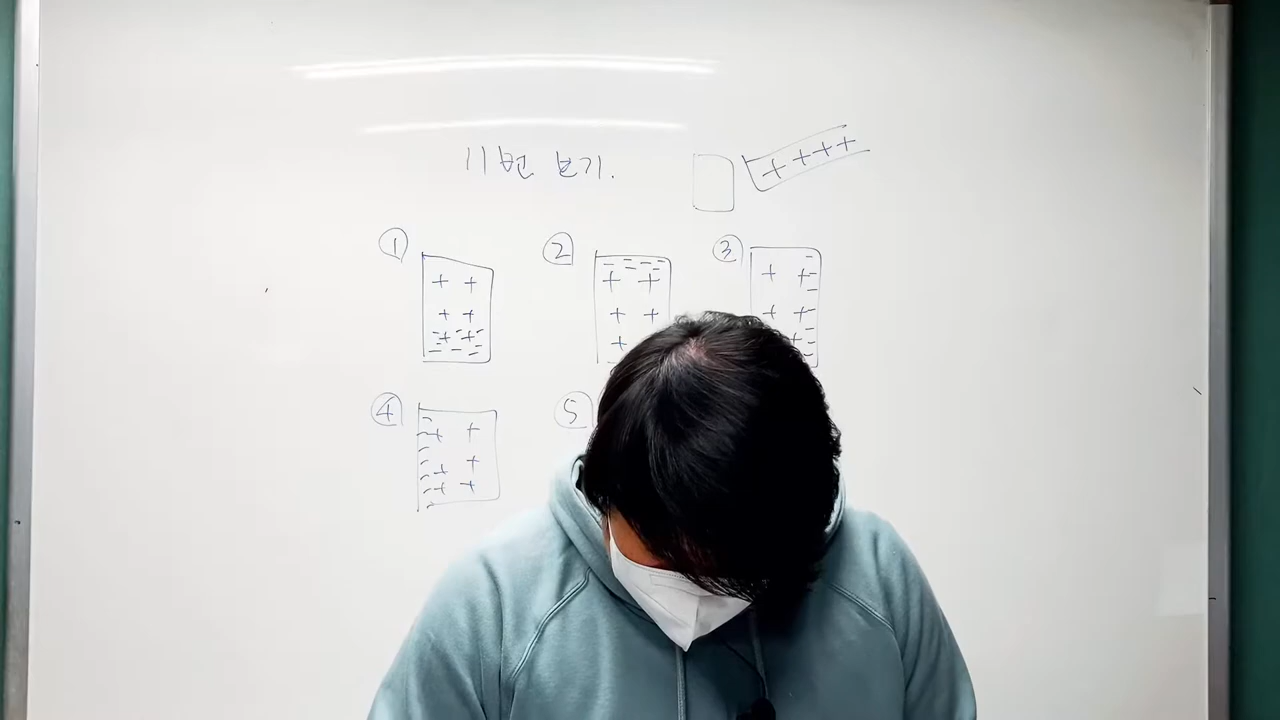 11번 보기.
+ + + +
① ② ③
④ ⑤